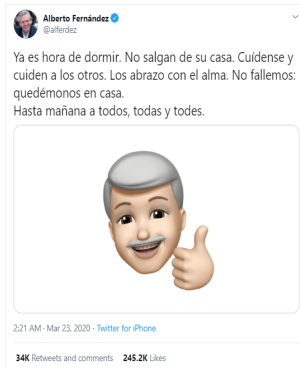 Alberto Fernández
@alferdez
Ya es hora de dormir. No salgan de su casa. Cuídense y
cuiden a los otros. Los abrazo con el alma. No fallemos:
quedémonos en casa.
Hasta mañana a todos, todas y todes.
2:21 AM · Mar 23, 2020 · Twitter for iPhone
34K Retweets and comments 245.2K Likes